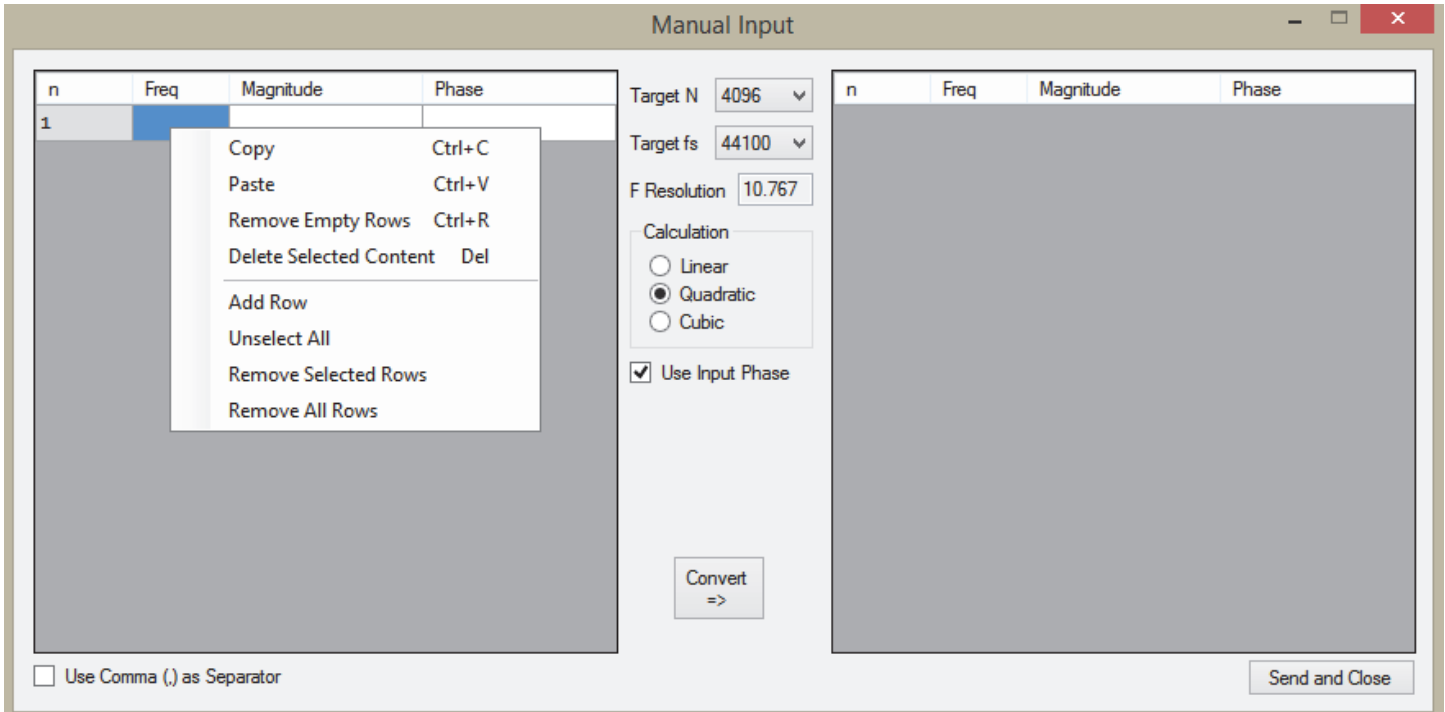 Manual Input
n Freq Magnitude Phase
1
Copy Ctrl+C
Paste Ctrl+V
Remove Empty Rows Ctrl+R
Delete Selected Content Del
Add Row
Unselect All
Remove Selected Rows
Remove All Rows
Target N 4096
Target fs 44100
F Resolution 10.767
Calculation
Linear
Quadratic
Cubic
Use Input Phase
Convert
=>
n Freq Magnitude Phase
Use Comma (,) as Separator
Send and Close